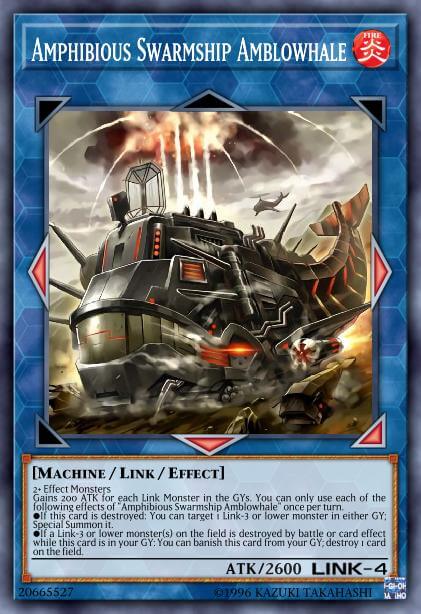 AMPHIBIOUS SWARMSHIP AMBLOWHALE
FIRE
炎
[MACHINE / LINK / EFFECT]
2+ Effect Monsters
Gains 200 ATK for each Link Monster in the GYs. You can only use each of the
following effects of "Amphibious Swarmship Amblowhale" once per turn.
●If this card is destroyed: You can target 1 Link-3 or lower monster in either GY;
Special Summon it.
●If a Link-3 or lower monster(s) on the field is destroyed by battle or card effect
while this card is in your GY: You can banish this card from your GY; destroy 1 card
on the field.
ATK/2600 LINK-4
20665527
©1996 KAZUKI TAKAHASHI